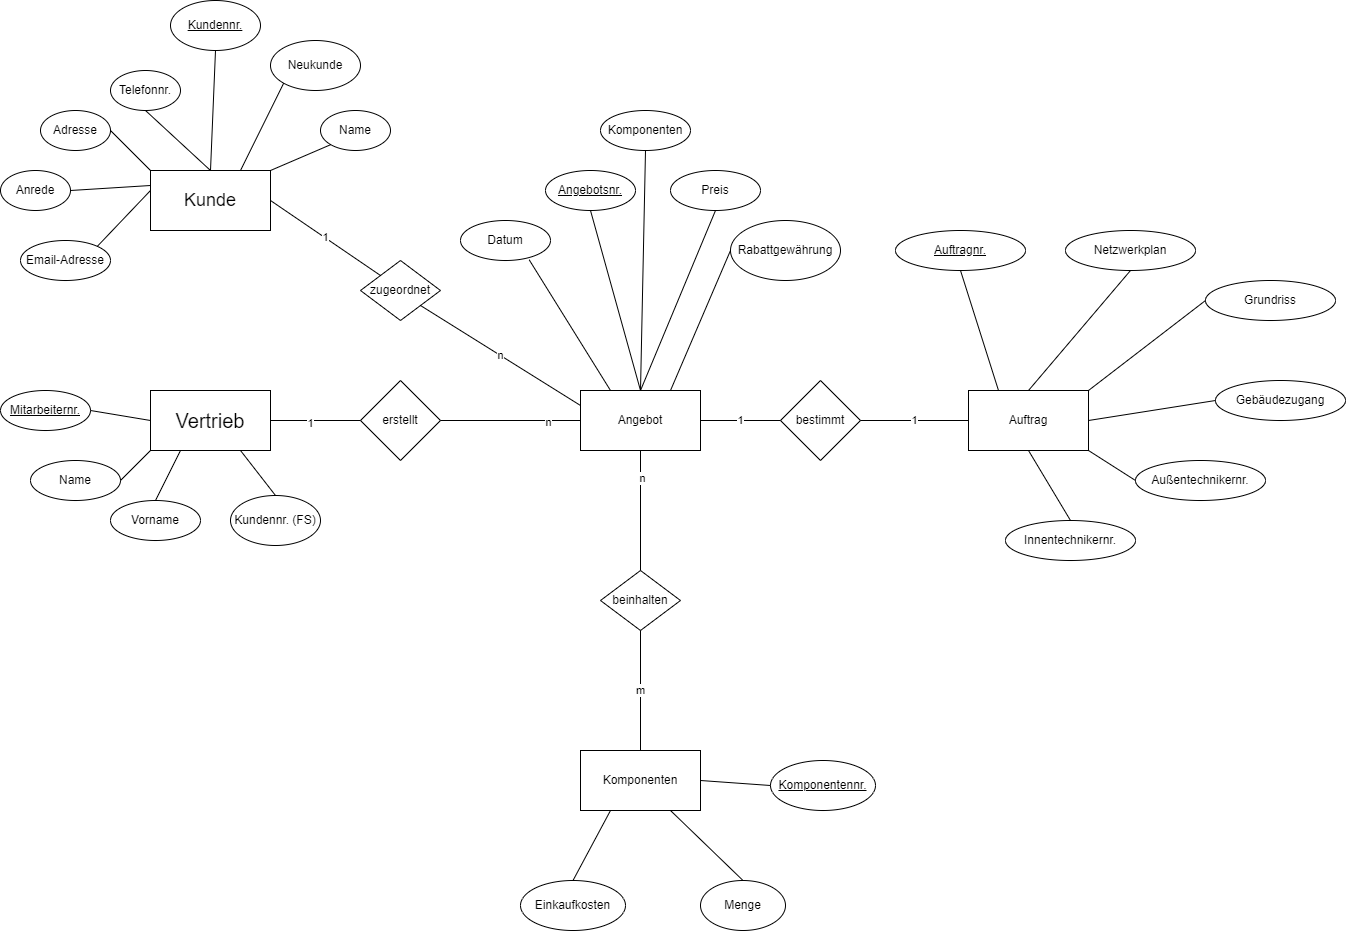 Kundennr.
Neukunde
Telefonnr.
Adresse
Name
Anrede
Kunde
Email-Adresse
1
zugeordnet
n
Komponenten
Angebotsnr.
Preis
Datum
Rabattgewährung
Auftragnr.
Netzwerkplan
Grundriss
Gebäudezugang
Mitarbeiternr.
Vertrieb
1
erstellt
n
Angebot
1
bestimmt
1
Auftrag
Name
Vorname
Kundennr. (FS)
Außentechnikernr.
Innentechnikernr.
n
beinhalten
m
Komponenten
Komponentennr.
Einkaufkosten
Menge